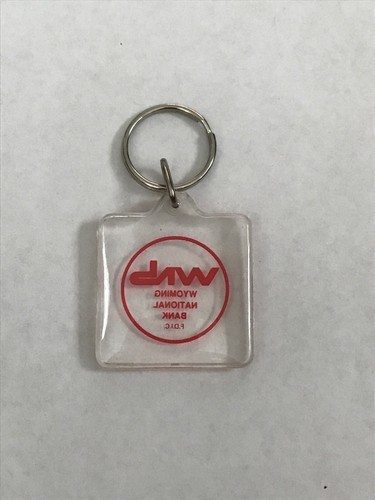 wnb
WYOMING
NATIONAL
BANK
F.D.I.C.